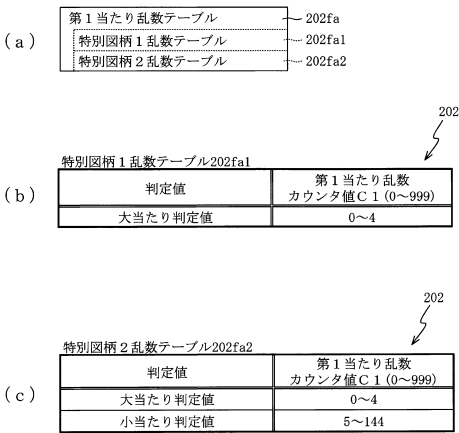 第１当たり乱数テーブル 202fa
(a) 特別図柄１乱数テーブル 202fa1
特別図柄２乱数テーブル 202fa2
202
特別図柄１乱数テーブル202fa1
(b) 判定値 第１当たり乱数
カウンタ値Ｃ１(0～999)
大当たり判定値 0～4
202
特別図柄２乱数テーブル202fa2
判定値 第１当たり乱数
カウンタ値Ｃ１(0～999)
(c) 大当たり判定値 0～4
小当たり判定値 5～144